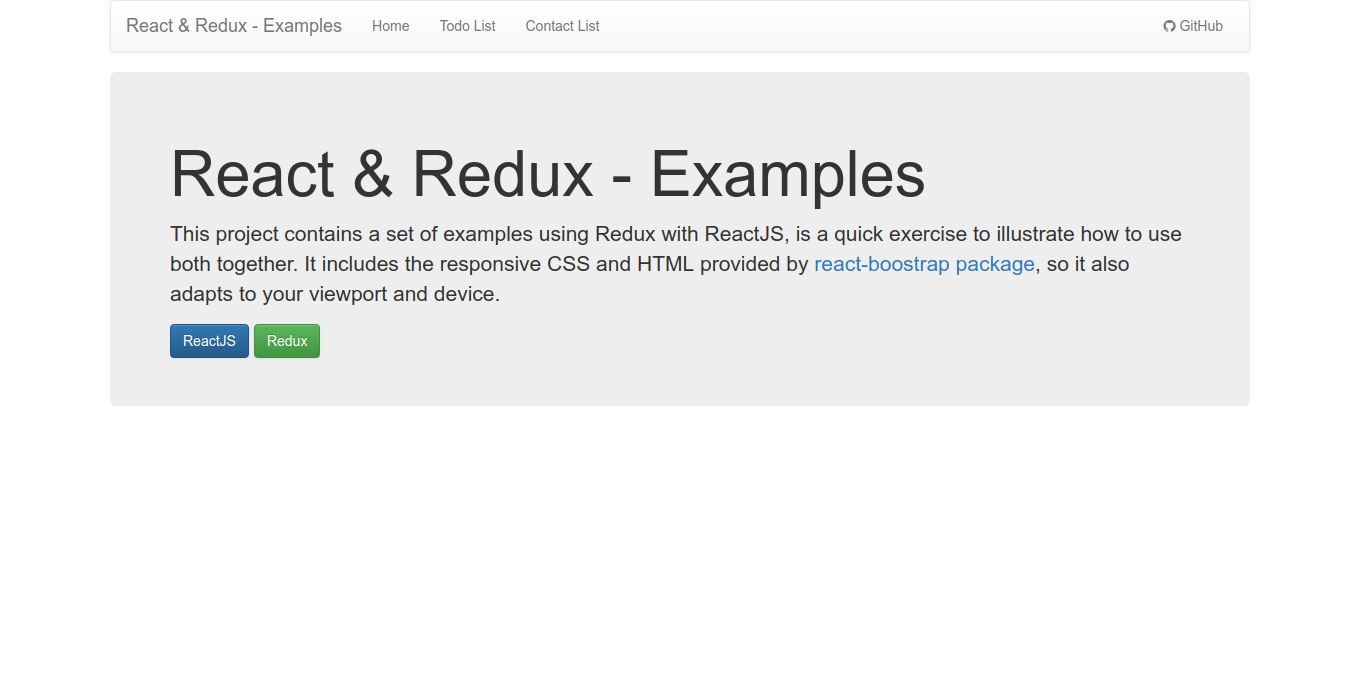 React & Redux - Examples Home Todo List Contact List GitHub
React & Redux - Examples
This project contains a set of examples using Redux with ReactJS, is a quick exercise to illustrate how to use
both together. It includes the responsive CSS and HTML provided by react-boostrap package, so it also
adapts to your viewport and device.
ReactJS Redux